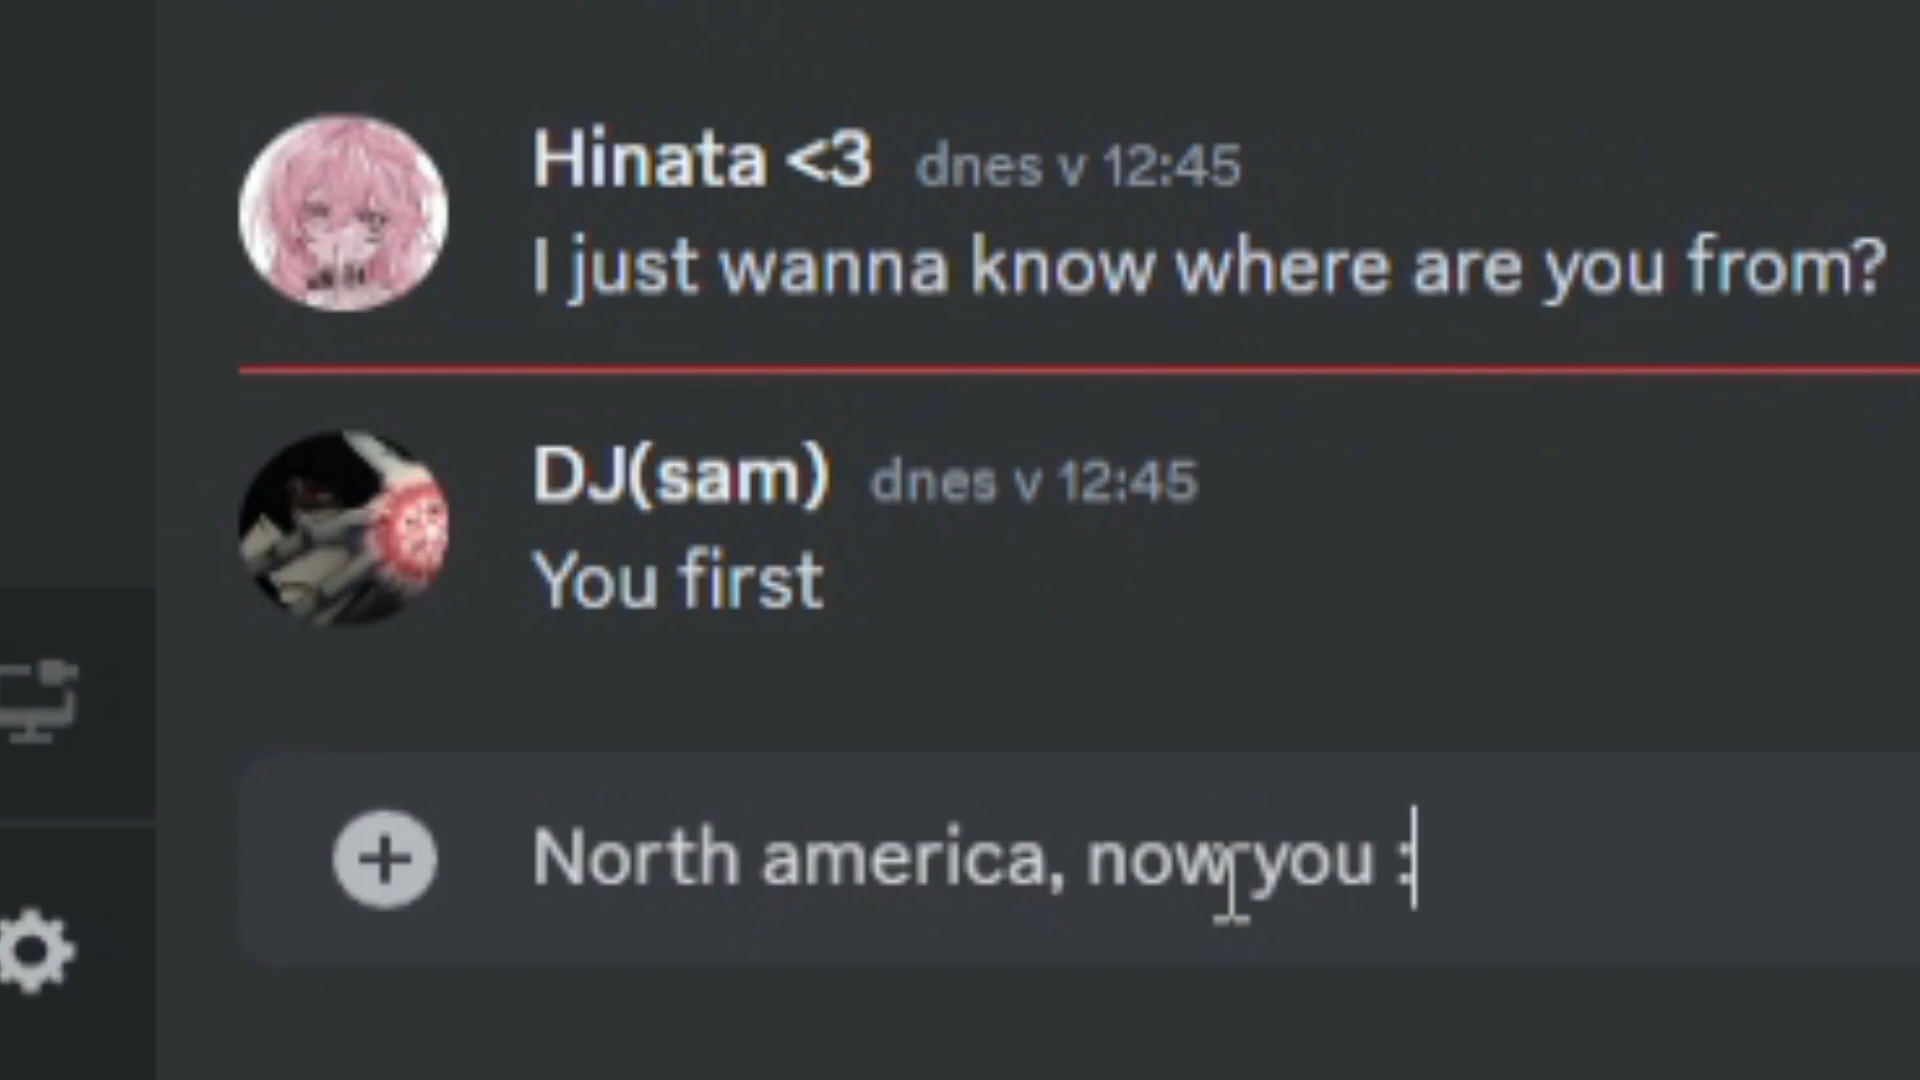 Hinata <3 dnes v 12:45
I just wanna know where are you from?
DJ(sam) dnes v 12:45
You first
North america, now you :